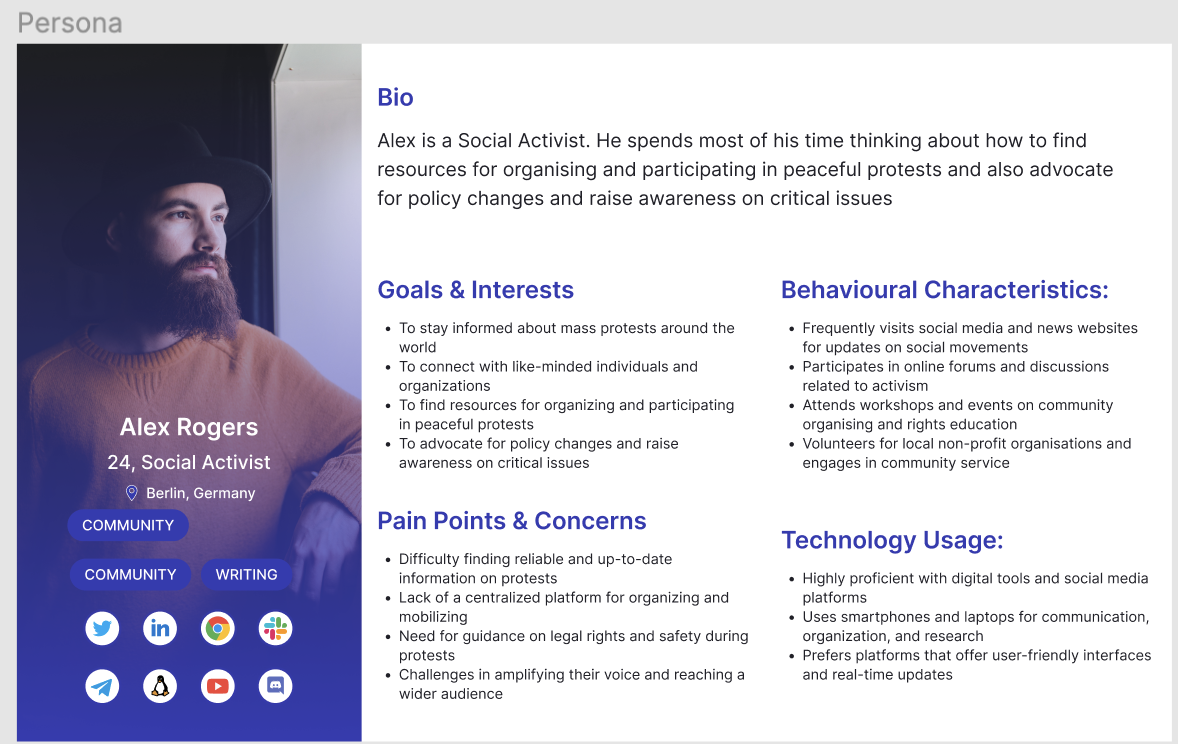 Persona
Alex Rogers
24, Social Activist
Berlin, Germany
COMMUNITY
COMMUNITY
WRITING
in
Bio
Alex is a Social Activist. He spends most of his time thinking about how to find
resources for organising and participating in peaceful protests and also advocate
for policy changes and raise awareness on critical issues
Goals & Interests
• To stay informed about mass protests around the
world
• To connect with like-minded individuals and
organizations
• To find resources for organizing and participating
in peaceful protests
• To advocate for policy changes and raise
awareness on critical issues
Pain Points & Concerns
• Difficulty finding reliable and up-to-date
information on protests
• Lack of a centralized platform for organizing and
mobilizing
• Need for guidance on legal rights and safety during
protests
• Challenges in amplifying their voice and reaching a
wider audience
Behavioural Characteristics:
• Frequently visits social media and news websites
for updates on social movements
• Participates in online forums and discussions
related to activism
• Attends workshops and events on community
organising and rights education
• Volunteers for local non-profit organisations and
engages in community service
Technology Usage:
• Highly proficient with digital tools and social media
platforms
• Uses smartphones and laptops for communication,
organization, and research
• Prefers platforms that offer user-friendly interfaces
and real-time updates